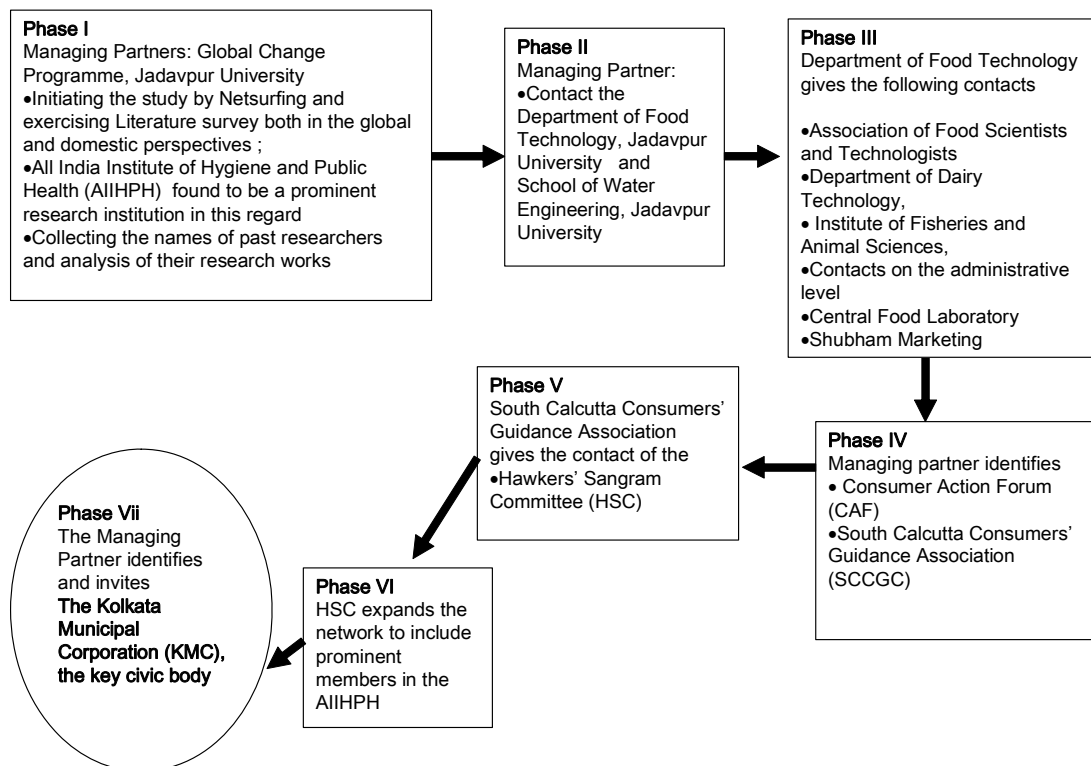 Phase I
Managing Partners: Global Change
Programme, Jadavpur University
•Initiating the study by Netsurfing and
exercising Literature survey both in the global
and domestic perspectives ;
•All India Institute of Hygiene and Public
Health (AIIHPH)  found to be a prominent
research institution in this regard
•Collecting the names of past researchers
and analysis of their research works
Phase II
Managing Partner:
•Contact the
Department of Food
Technology, Jadavpur
University   and
School of Water
Engineering, Jadavpur
University
Phase III
Department of Food Technology
gives the following contacts
•Association of Food Scientists
and Technologists
•Department of Dairy
Technology,
• Institute of Fisheries and
Animal Sciences,
•Contacts on the administrative
level
•Central Food Laboratory
•Shubham Marketing
Phase IV
Managing partner identifies
• Consumer Action Forum
(CAF)
•South Calcutta Consumers’
Guidance Association
(SCCGC)
Phase V
South Calcutta Consumers’
Guidance Association
gives the contact of the
•Hawkers’ Sangram
Committee (HSC)
Phase VI
HSC expands the
network to include
prominent
members in the
AIIHPH
Phase Vii
The Managing
Partner identifies
and invites
The Kolkata
Municipal
Corporation (KMC),
the key civic body